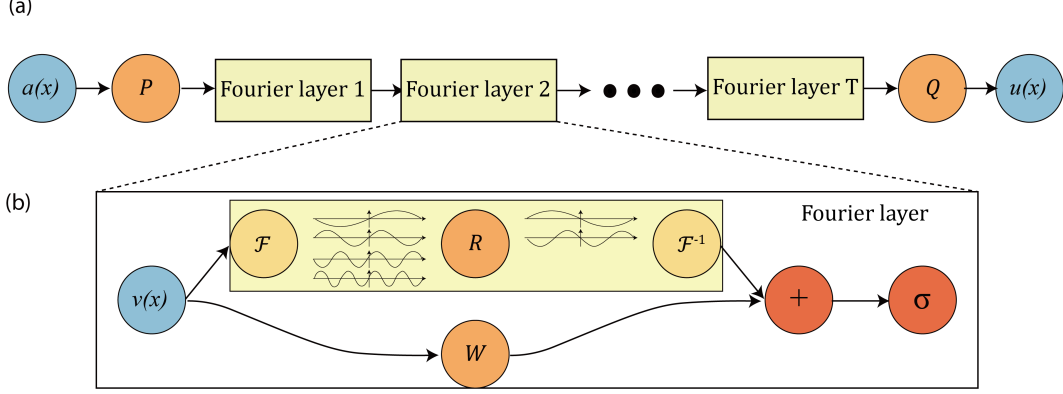 (a)
a(x) P Fourier layer 1 Fourier layer 2 ••• Fourier layer T Q u(x)
(b)
Fourier layer
ℱ R ℱ⁻¹
v(x) + σ
W